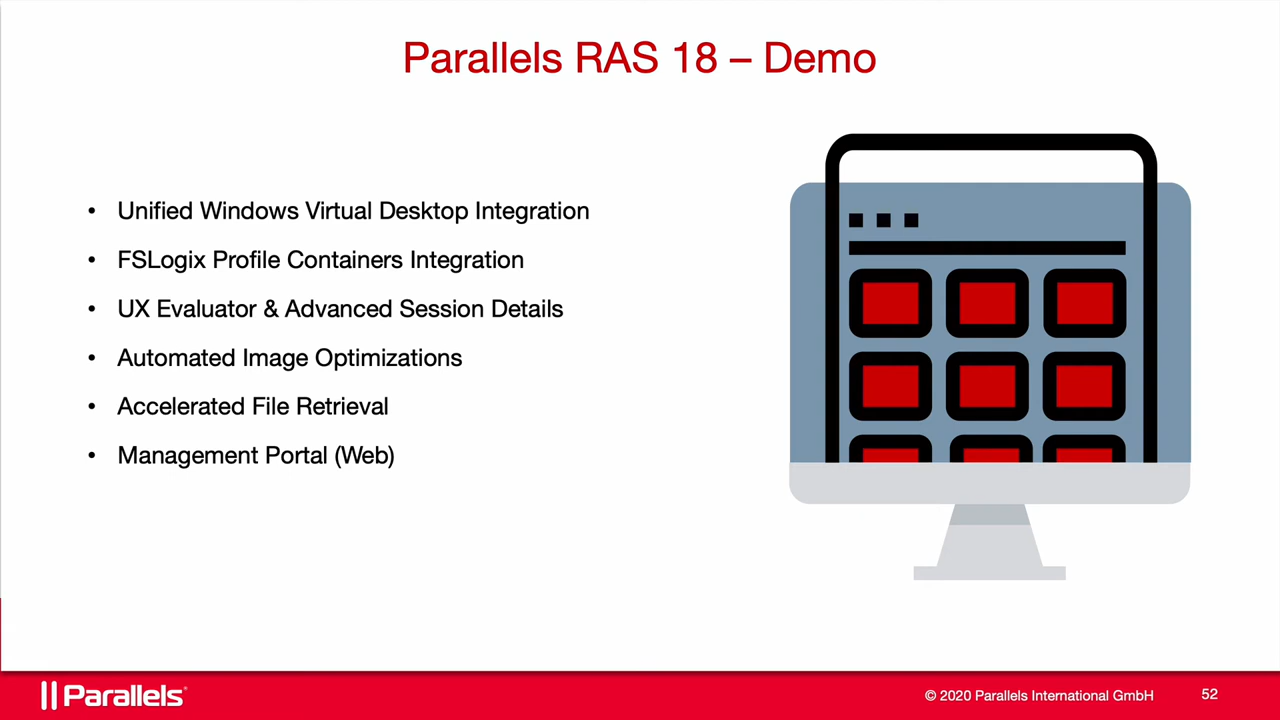 Parallels RAS 18 – Demo
• Unified Windows Virtual Desktop Integration
• FSLogix Profile Containers Integration
• UX Evaluator & Advanced Session Details
• Automated Image Optimizations
• Accelerated File Retrieval
• Management Portal (Web)
Parallels®
© 2020 Parallels International GmbH
52